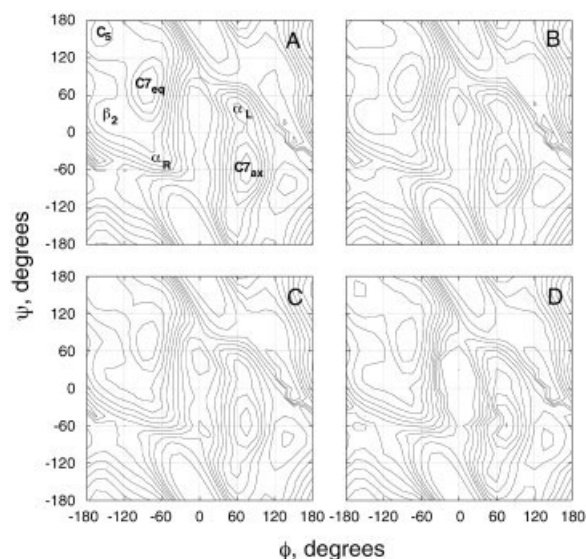 180 A B
C5
120
C7eq
60
β2 αL
0
αR
-60 C7ax
-120
-180
180 C D
120
60
0
-60
-120
-180
-180 -120 -60 0 60 120 180 -180 -120 -60 0 60 120 180
ψ, degrees
ϕ, degrees